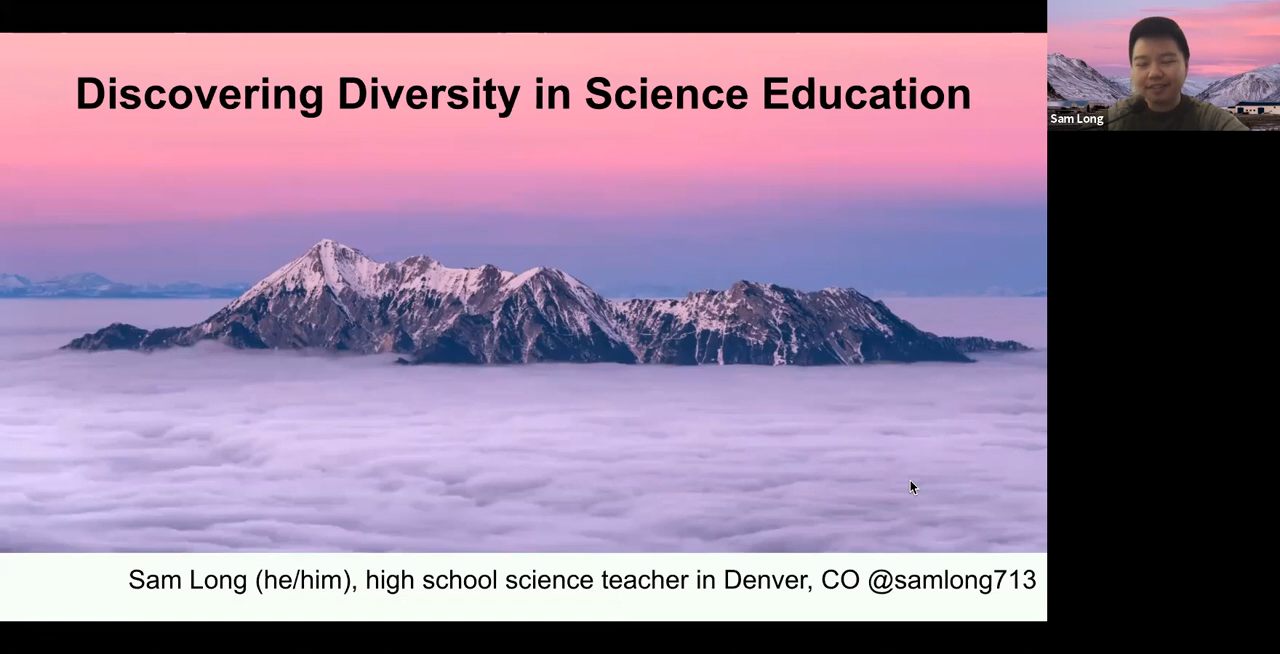 Discovering Diversity in Science Education
Sam Long
Sam Long (he/him), high school science teacher in Denver, CO @samlong713